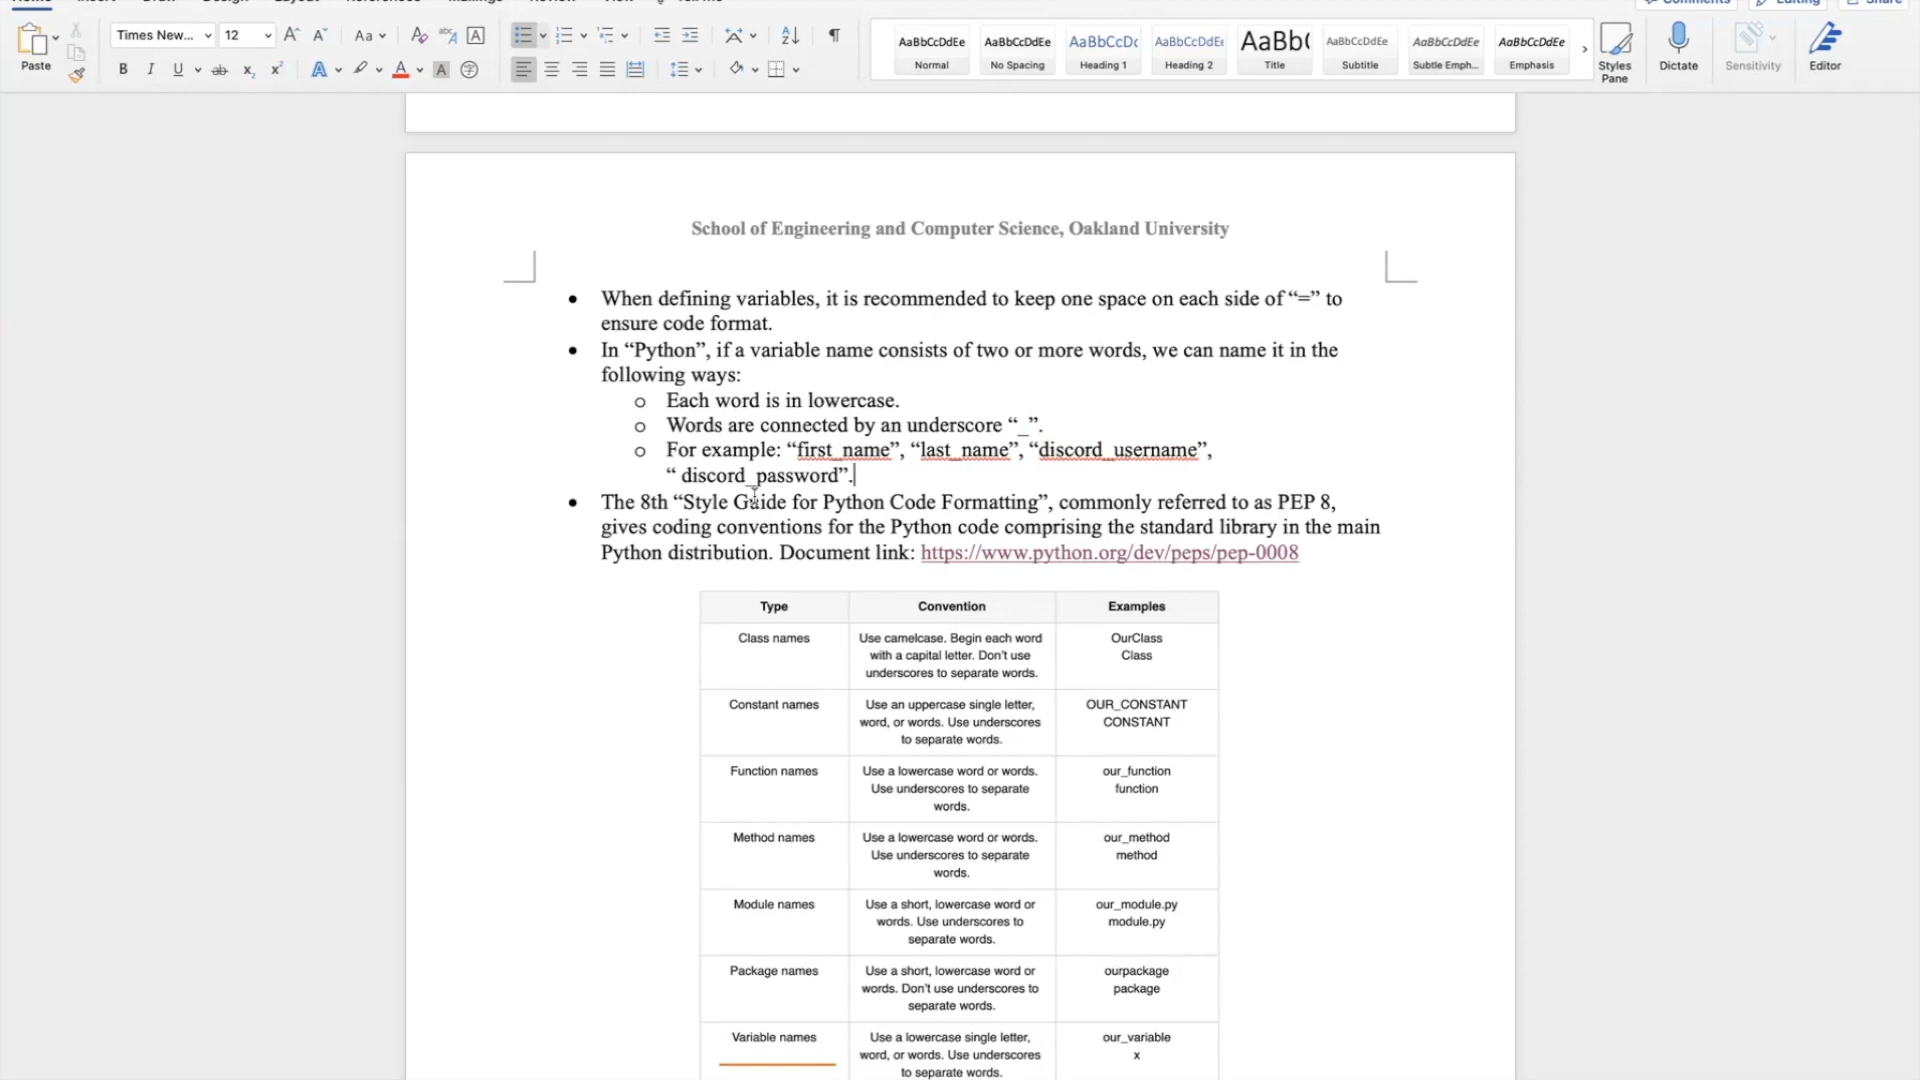 Paste
Times New...
12
Aa
Normal
No Spacing
Heading 1
Heading 2
Title
Subtitle
Subtle Emph...
Emphasis
Styles
Pane
Dictate
Sensitivity
Editor
School of Engineering and Computer Science, Oakland University
• When defining variables, it is recommended to keep one space on each side of “=” to
ensure code format.
• In “Python”, if a variable name consists of two or more words, we can name it in the
following ways:
o Each word is in lowercase.
o Words are connected by an underscore “_”.
o For example: “first_name”, “last_name”, “discord_username”,
“ discord_password”.
• The 8th “Style Guide for Python Code Formatting”, commonly referred to as PEP 8,
gives coding conventions for the Python code comprising the standard library in the main
Python distribution. Document link: https://www.python.org/dev/peps/pep-0008
Type Convention Examples
Class names
Use camelcase. Begin each word
with a capital letter. Don't use
underscores to separate words.
OurClass
Class
Constant names
Use an uppercase single letter,
word, or words. Use underscores
to separate words.
OUR_CONSTANT
CONSTANT
Function names
Use a lowercase word or words.
Use underscores to separate
words.
our_function
function
Method names
Use a lowercase word or words.
Use underscores to separate
words.
our_method
method
Module names
Use a short, lowercase word or
words. Use underscores to
separate words.
our_module.py
module.py
Package names
Use a short, lowercase word or
words. Don't use underscores to
separate words.
ourpackage
package
Variable names
Use a lowercase single letter,
word, or words. Use underscores
to separate words.
our_variable
x